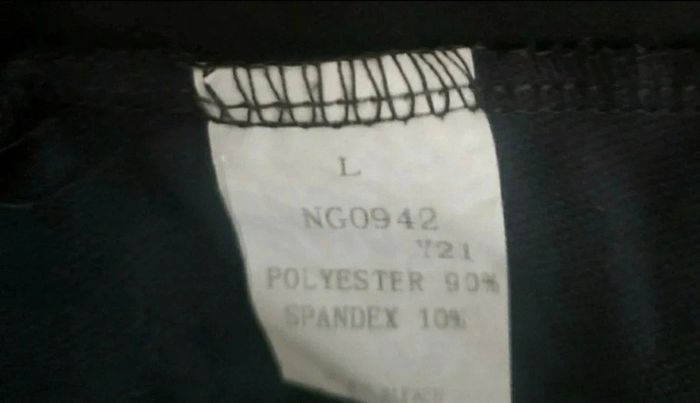 L
NG0942
Y21
POLYESTER 90%
SPANDEX 10%